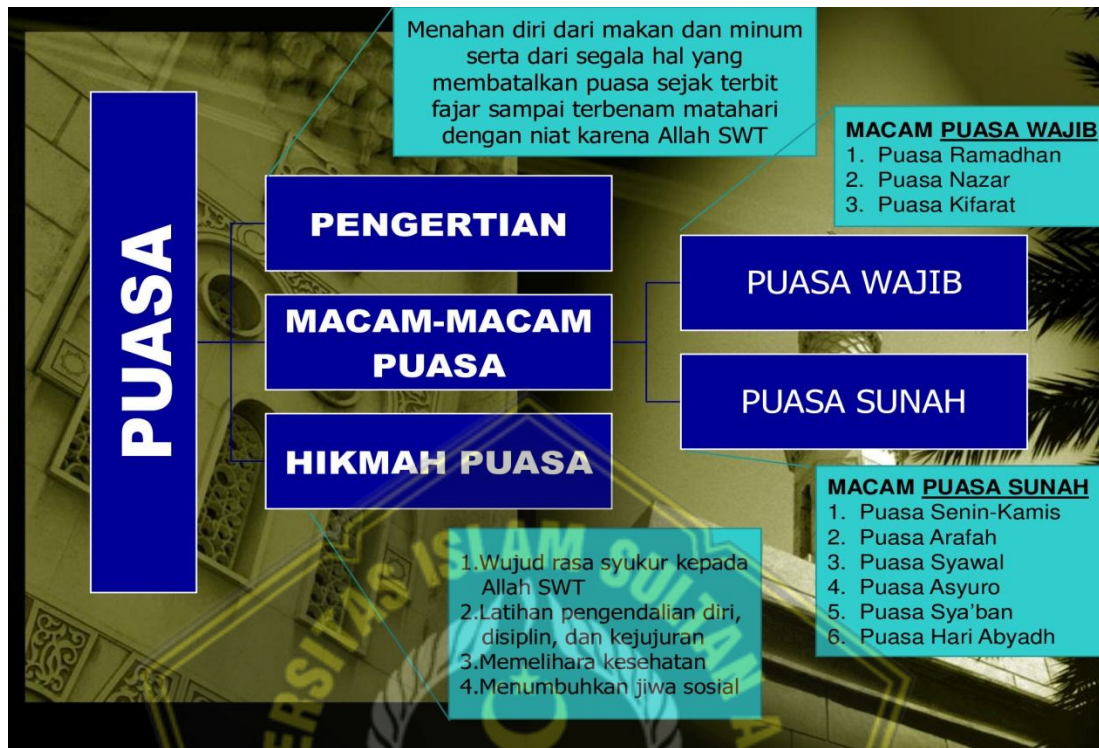 PUASA
Menahan diri dari makan dan minum
serta dari segala hal yang
membatalkan puasa sejak terbit
fajar sampai terbenam matahari
dengan niat karena Allah SWT
PENGERTIAN
MACAM-MACAM
PUASA
HIKMAH PUASA
MACAM PUASA WAJIB
1. Puasa Ramadhan
2. Puasa Nazar
3. Puasa Kifarat
PUASA WAJIB
PUASA SUNAH
MACAM PUASA SUNAH
1. Puasa Senin-Kamis
2. Puasa Arafah
3. Puasa Syawal
4. Puasa Asyuro
5. Puasa Sya'ban
6. Puasa Hari Abyadh
1.Wujud rasa syukur kepada
Allah SWT
2.Latihan pengendalian diri,
disiplin, dan kejujuran
3.Memelihara kesehatan
4.Menumbuhkan jiwa sosial
ERSITAS ISLAM SULTAN A